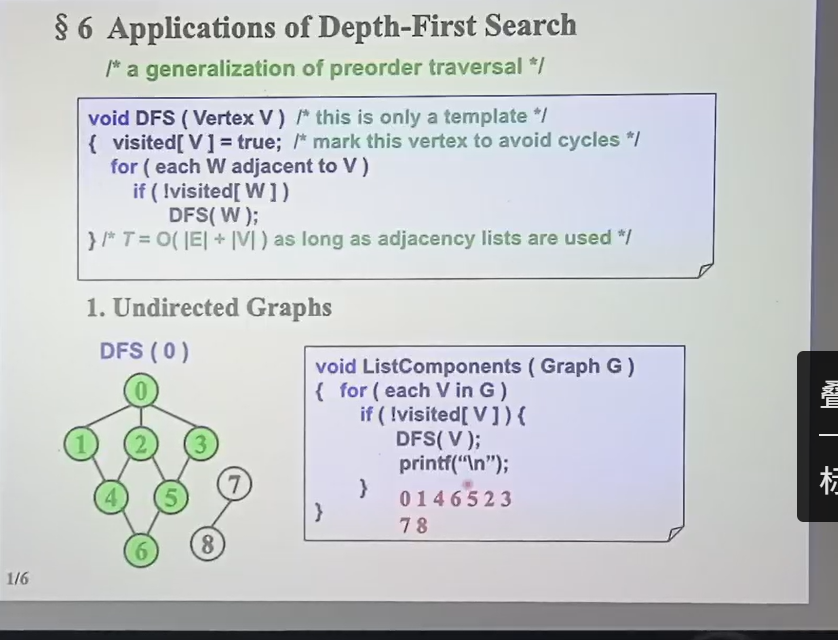 § 6 Applications of Depth-First Search
/* a generalization of preorder traversal */
void DFS ( Vertex V ) /* this is only a template */
{ visited[ V ] = true; /* mark this vertex to avoid cycles */
for ( each W adjacent to V )
if ( !visited[ W ] )
DFS( W );
} /* T = O( |E| + |V| ) as long as adjacency lists are used */
1. Undirected Graphs
DFS ( 0 )
0
1 2 3
4 5 7
6 8
void ListComponents ( Graph G )
{ for ( each V in G )
if ( !visited[ V ] ) {
DFS( V );
printf(“\n”);
}
0 1 4 6 5 2 3
}
7 8
1/6